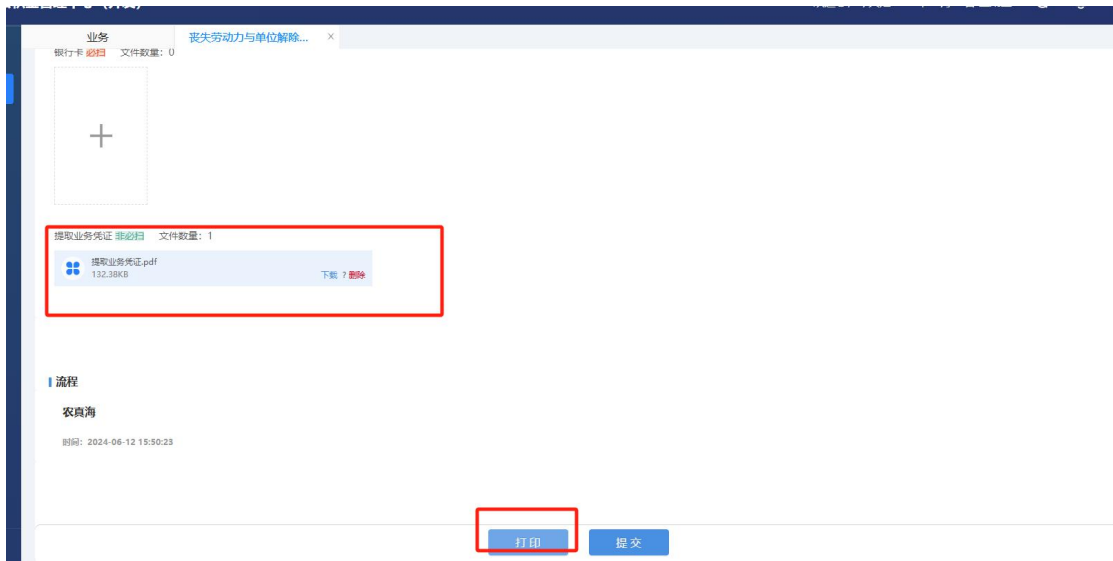 业务
丧失劳动力与单位解除... ×
银行卡 必扫 文件数量: 0
提取业务凭证 非必扫 文件数量: 1
提取业务凭证.pdf
132.38KB
下载 ? 删除
流程
农真海
时间: 2024-06-12 15:50:23
打印
提交